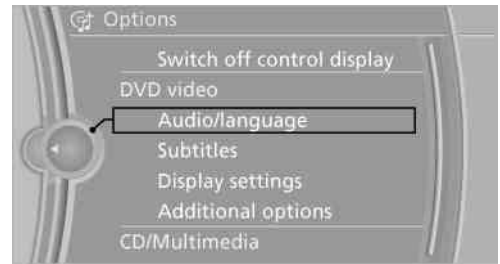 Options
Switch off control display
DVD video
Audio/language
Subtitles
Display settings
Additional options
CD/Multimedia